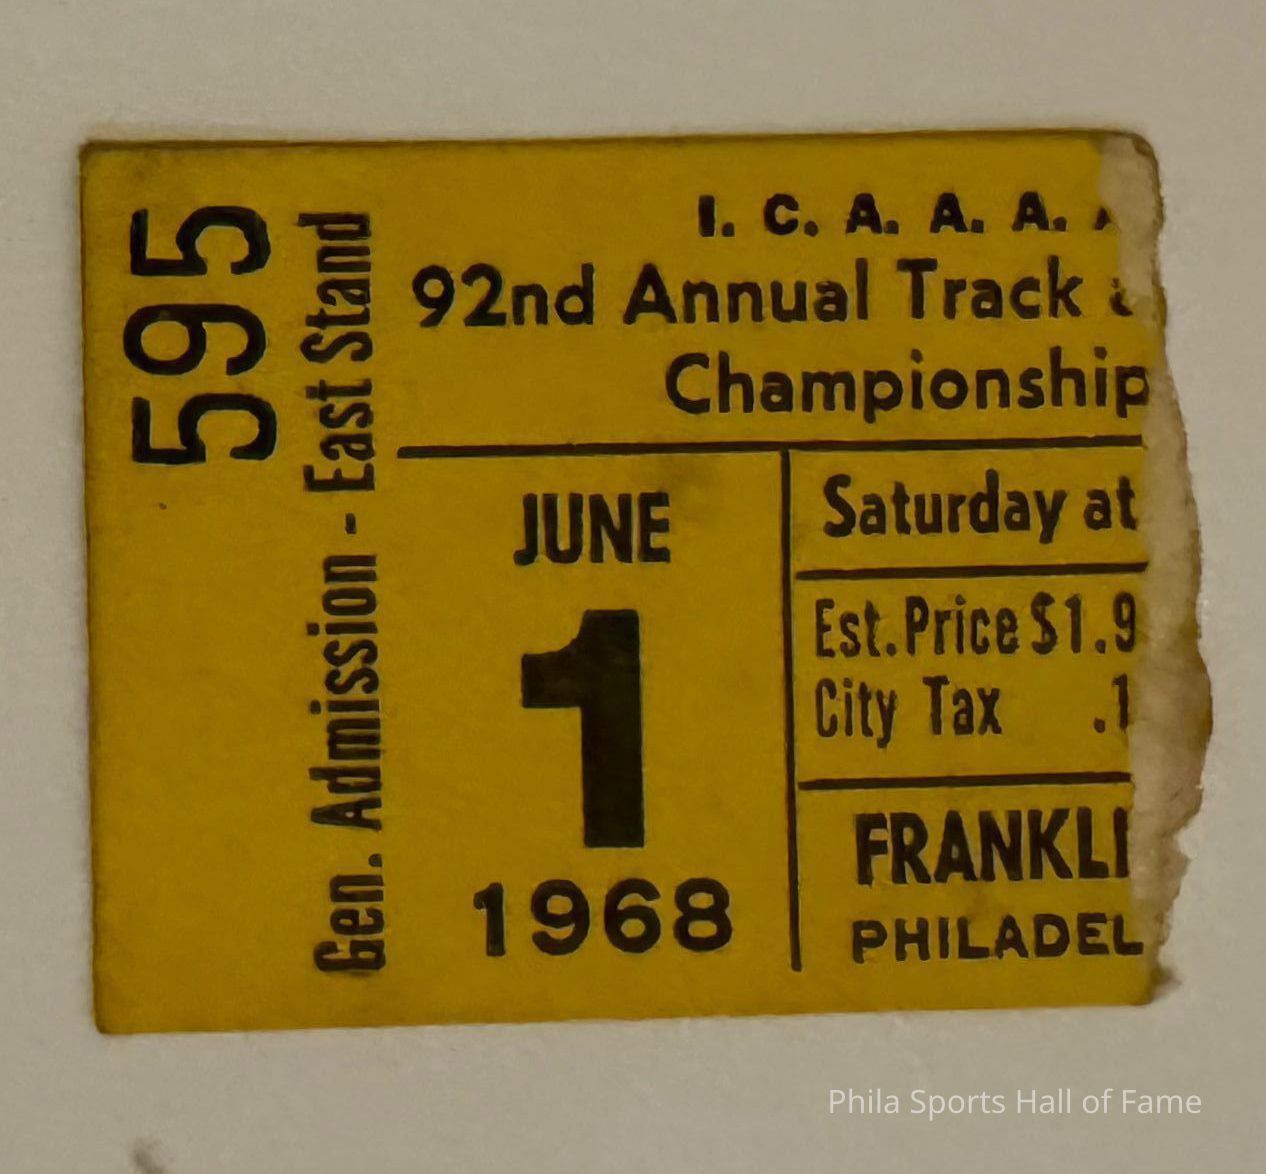 595
Gen. Admission - East Stand
I. C. A. A. A.
92nd Annual Track
Championship
JUNE
1
1968
Saturday at
Est. Price $1.9
City Tax .1
FRANKLI
PHILADEL
Phila Sports Hall of Fame